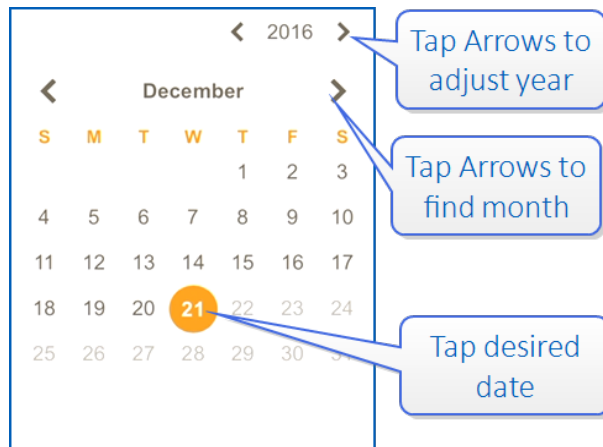 2016
Tap Arrows to
adjust year
December
S M T W T F S
1 2 3
Tap Arrows to
find month
4 5 6 7 8 9 10
11 12 13 14 15 16 17
18 19 20 21 22 23 24
25 26 27 28 29 30
Tap desired
date